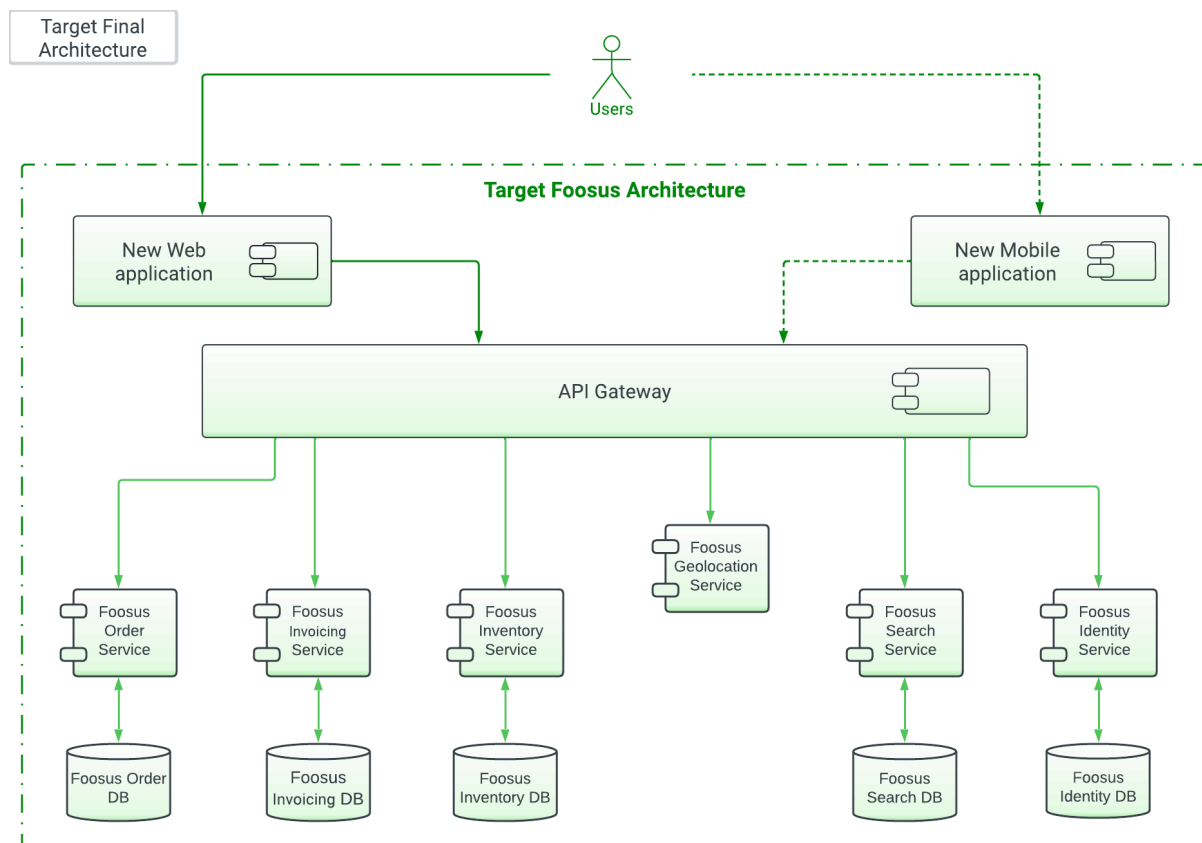 Target Final
Architecture
Users
Target Foosus Architecture
New Web
application
New Mobile
application
API Gateway
Foosus
Geolocation
Service
Foosus
Order
Service
Foosus
Invoicing
Service
Foosus
Inventory
Service
Foosus
Search
Service
Foosus
Identity
Service
Foosus Order
DB
Foosus
Invoicing DB
Foosus
Inventory DB
Foosus
Search DB
Foosus
Identity DB